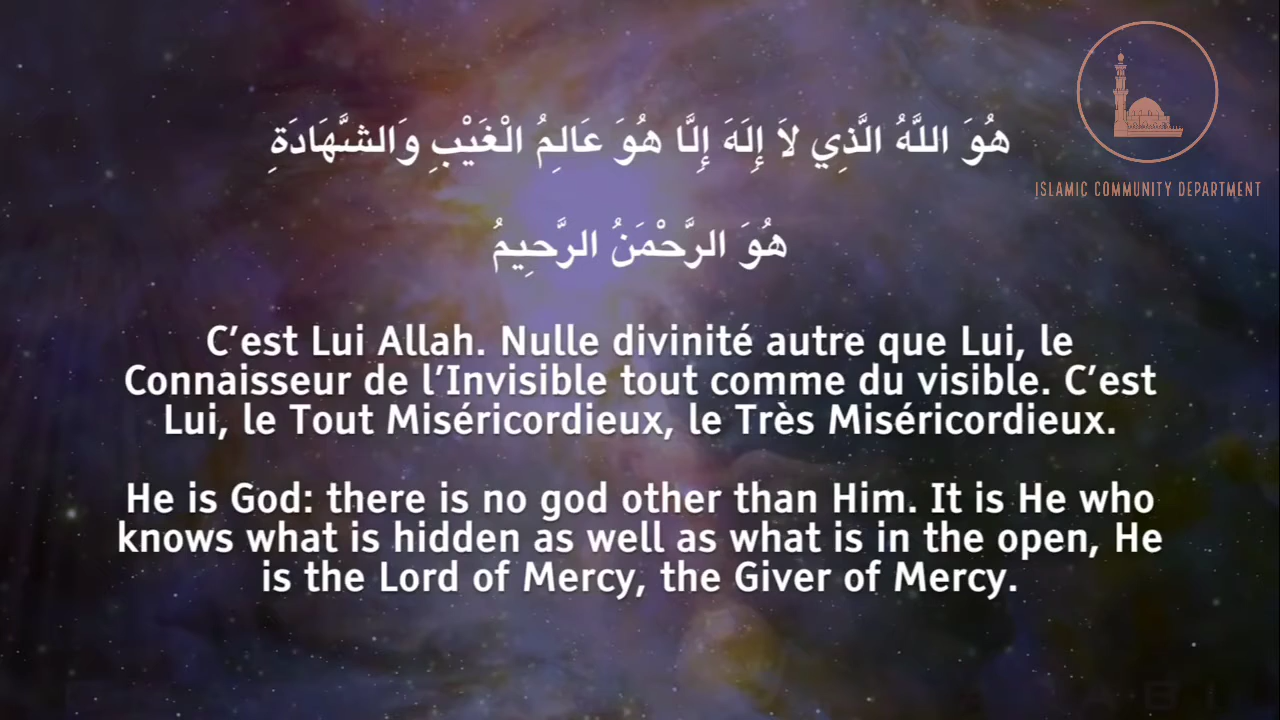 هُوَ اللَّهُ الَّذِي لاَ إِلَهَ إِلَّا هُوَ عَالِمُ الْغَيْبِ وَالشَّهَادَةِ
ISLAMIC COMMUNITY DEPARTMENT
هُوَ الرَّحْمَنُ الرَّحِيمُ
C’est Lui Allah. Nulle divinité autre que Lui, le
Connaisseur de l’Invisible tout comme du visible. C’est
Lui, le Tout Miséricordieux, le Très Miséricordieux.
He is God: there is no god other than Him. It is He who
knows what is hidden as well as what is in the open, He
is the Lord of Mercy, the Giver of Mercy.